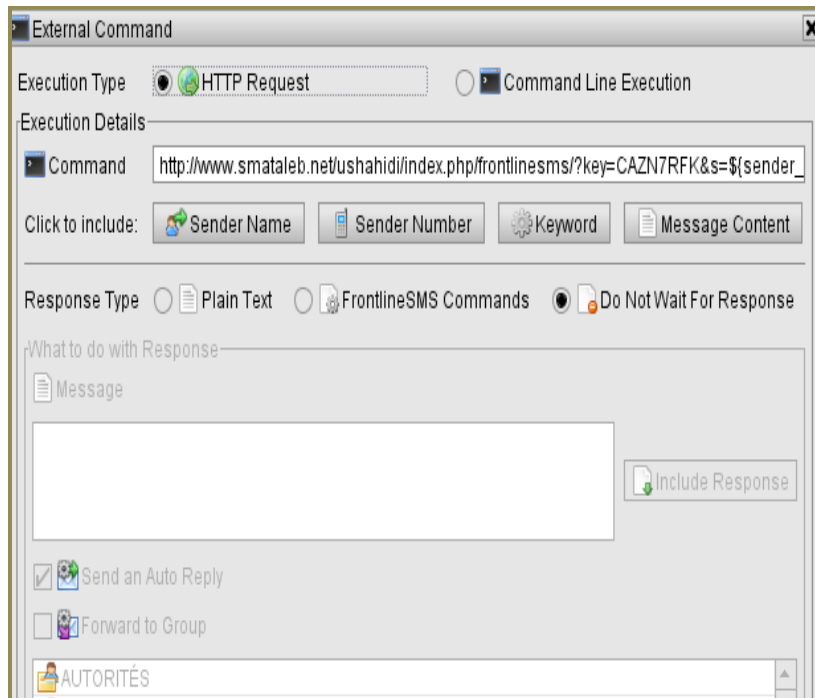 External Command
Execution Type HTTP Request Command Line Execution
Execution Details
Command http://www.smataleb.net/ushahidi/index.php/frontlinesms/?key=CAZN7RFK&s=${sender_
Click to include: Sender Name Sender Number Keyword Message Content
Response Type Plain Text FrontlineSMS Commands Do Not Wait For Response
What to do with Response
Message
Include Response
Send an Auto Reply
Forward to Group
AUTORITÉS